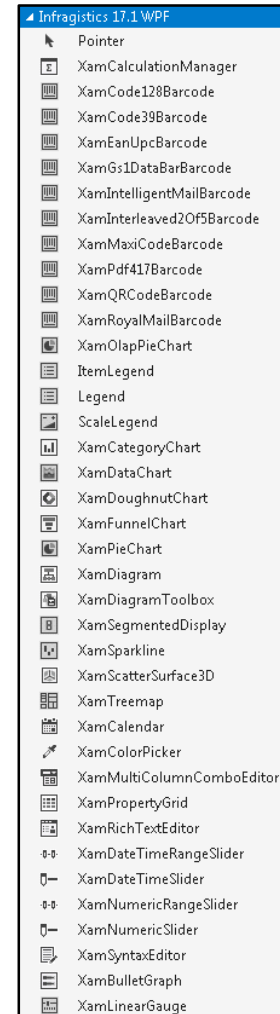 Infragistics 17.1 WPF
Pointer
XamCalculationManager
XamCode128Barcode
XamCode39Barcode
XamEanUpcBarcode
XamGs1DataBarBarcode
XamIntelligentMailBarcode
XamInterleaved2Of5Barcode
XamMaxiCodeBarcode
XamPdf417Barcode
XamQRCodeBarcode
XamRoyalMailBarcode
XamOlapPieChart
ItemLegend
Legend
ScaleLegend
XamCategoryChart
XamDataChart
XamDoughnutChart
XamFunnelChart
XamPieChart
XamDiagram
XamDiagramToolbox
XamSegmentedDisplay
XamSparkline
XamScatterSurface3D
XamTreemap
XamCalendar
XamColorPicker
XamMultiColumnComboEditor
XamPropertyGrid
XamRichTextEditor
XamDateTimeRangeSlider
XamDateTimeSlider
XamNumericRangeSlider
XamNumericSlider
XamSyntaxEditor
XamBulletGraph
XamLinearGauge